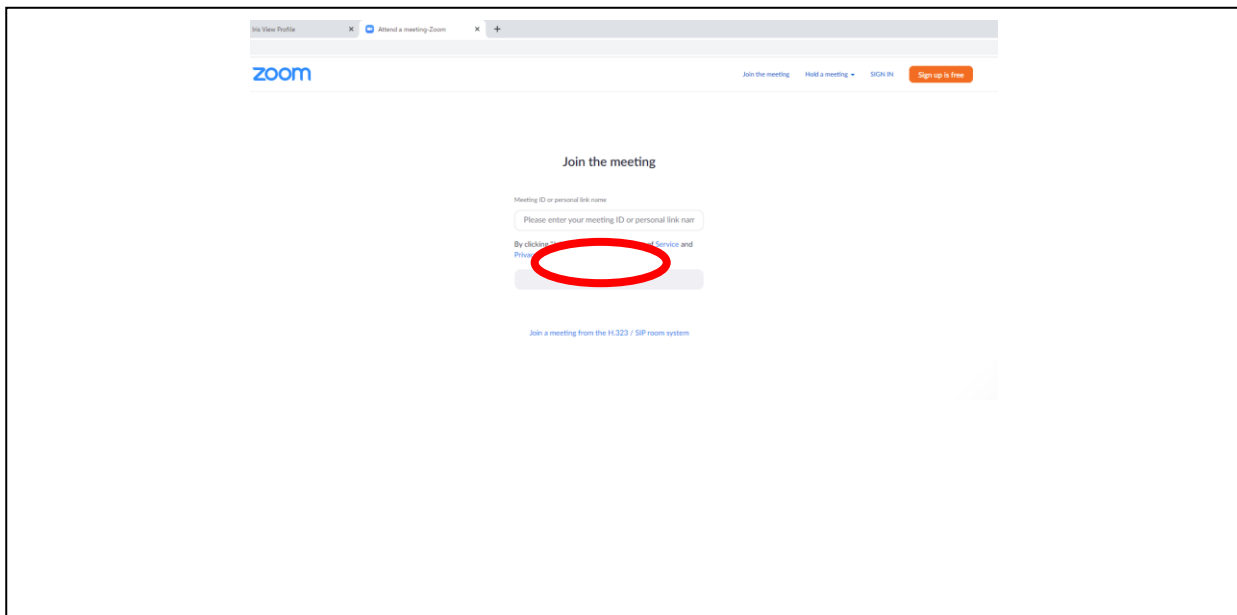 Iris View Profile
Attend a meeting-Zoom
zoom
Join the meeting
Hold a meeting
SIGN IN
Sign up is free
Join the meeting
Meeting ID or personal link name
Please enter your meeting ID or personal link nar
By clicking of Service and
Join a meeting from the H.323 / SIP room system